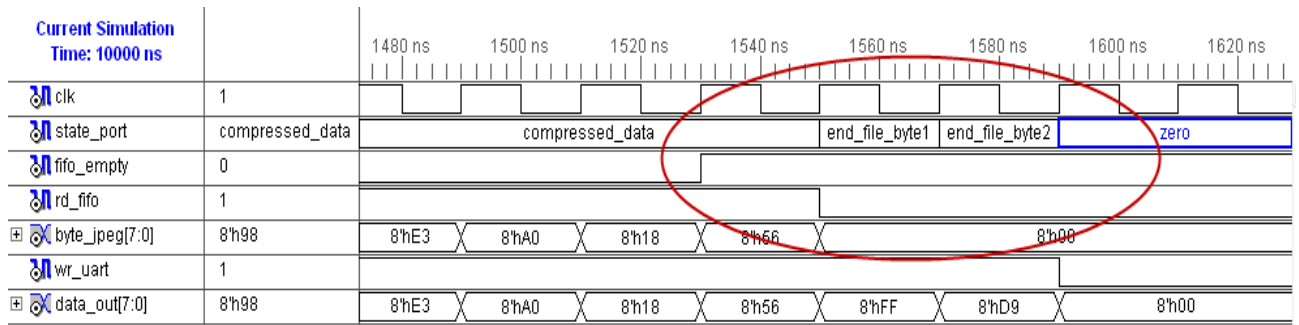 Current Simulation
Time: 10000 ns
1480 ns 1500 ns 1520 ns 1540 ns 1560 ns 1580 ns 1600 ns 1620 ns
clk 1
state_port compressed_data compressed_data end_file_byte1 end_file_byte2 zero
fifo_empty 0
rd_fifo 1
byte_jpeg[7:0] 8'h98 8'hE3 8'hA0 8'h18 8'h56 8'h00
wr_uart 1
data_out[7:0] 8'h98 8'hE3 8'hA0 8'h18 8'h56 8'hFF 8'hD9 8'h00